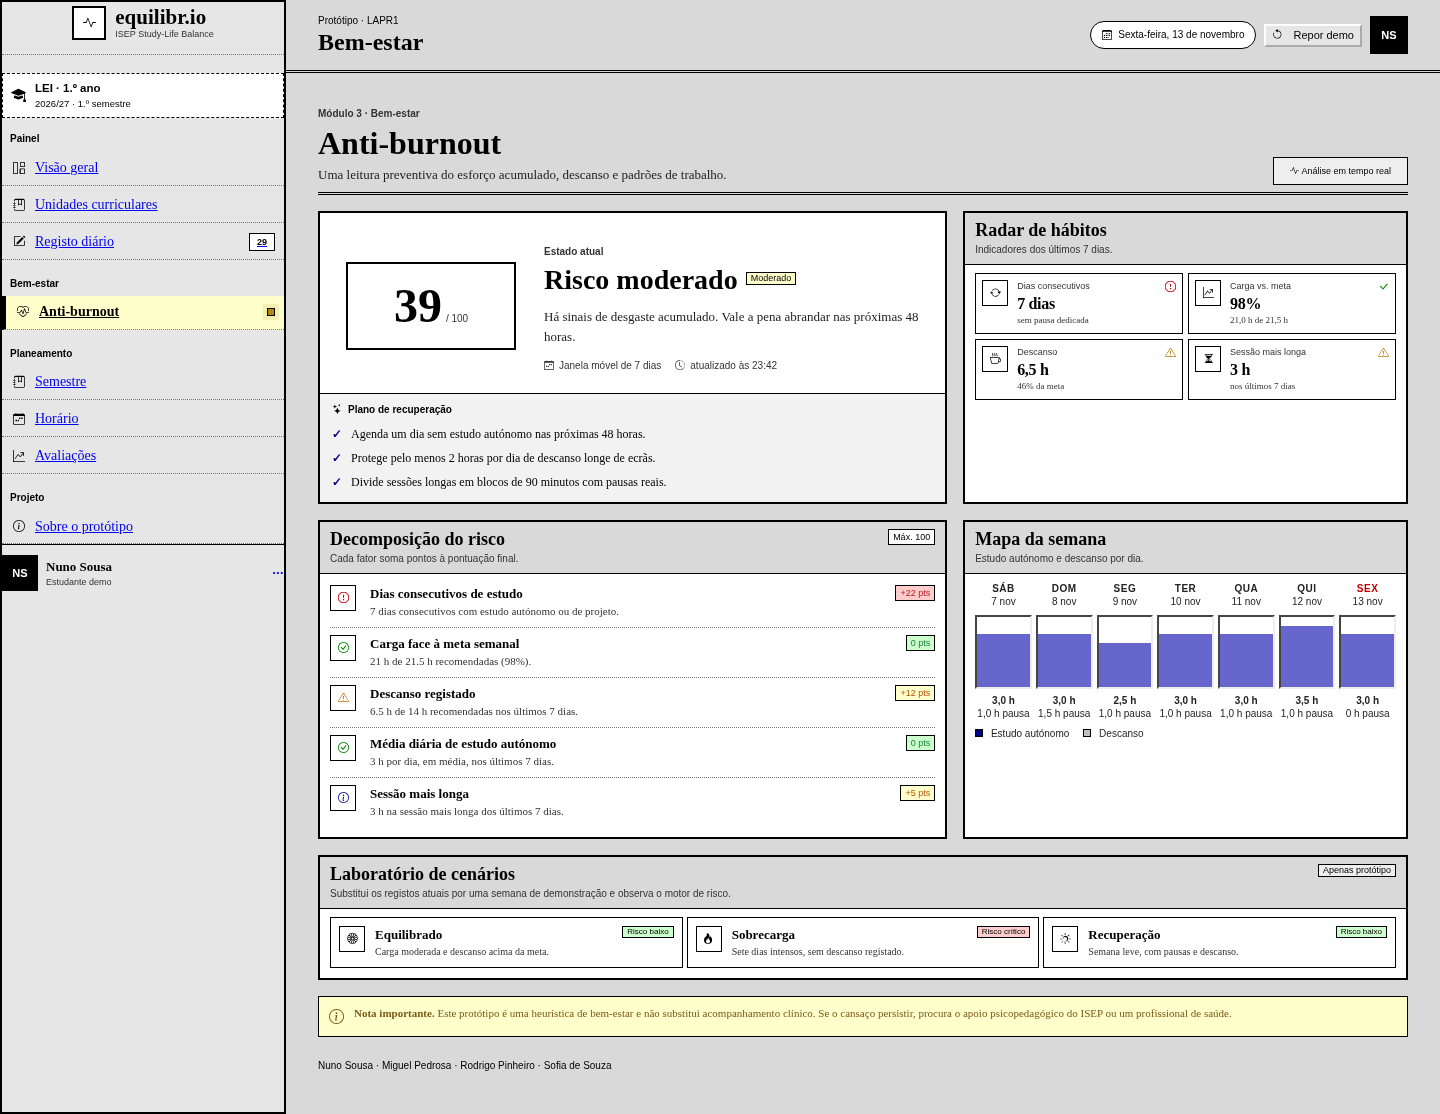 equilibr.io
ISEP Study-Life Balance
LEI · 1.º ano
2026/27 · 1.º semestre
Painel
Visão geral
Unidades curriculares
Registo diário
29
Bem-estar
Anti-burnout
Planeamento
Semestre
Horário
Avaliações
Projeto
Sobre o protótipo
NS
Nuno Sousa
Estudante demo
...
Protótipo · LAPR1
Bem-estar
Sexta-feira, 13 de novembro
Repor demo
NS
Módulo 3 · Bem-estar
Anti-burnout
Uma leitura preventiva do esforço acumulado, descanso e padrões de trabalho.
Análise em tempo real
39 / 100
Estado atual
Risco moderado Moderado
Há sinais de desgaste acumulado. Vale a pena abrandar nas próximas 48
horas.
Janela móvel de 7 dias atualizado às 23:42
Plano de recuperação
✓ Agenda um dia sem estudo autónomo nas próximas 48 horas.
✓ Protege pelo menos 2 horas por dia de descanso longe de ecrãs.
✓ Divide sessões longas em blocos de 90 minutos com pausas reais.
Radar de hábitos
Indicadores dos últimos 7 dias.
Dias consecutivos
7 dias
sem pausa dedicada
Carga vs. meta
98%
21,0 h de 21,5 h
Descanso
6,5 h
46% da meta
Sessão mais longa
3 h
nos últimos 7 dias
Decomposição do risco
Cada fator soma pontos à pontuação final.
Máx. 100
Dias consecutivos de estudo
7 dias consecutivos com estudo autónomo ou de projeto.
+22 pts
Carga face à meta semanal
21 h de 21.5 h recomendadas (98%).
0 pts
Descanso registado
6.5 h de 14 h recomendadas nos últimos 7 dias.
+12 pts
Média diária de estudo autónomo
3 h por dia, em média, nos últimos 7 dias.
0 pts
Sessão mais longa
3 h na sessão mais longa dos últimos 7 dias.
+5 pts
Mapa da semana
Estudo autónomo e descanso por dia.
SÁB DOM SEG TER QUA QUI SEX
7 nov 8 nov 9 nov 10 nov 11 nov 12 nov 13 nov
3,0 h 3,0 h 2,5 h 3,0 h 3,0 h 3,5 h 3,0 h
1,0 h pausa 1,5 h pausa 1,0 h pausa 1,0 h pausa 1,0 h pausa 1,0 h pausa 0 h pausa
Estudo autónomo Descanso
Laboratório de cenários
Substitui os registos atuais por uma semana de demonstração e observa o motor de risco.
Apenas protótipo
Equilibrado
Carga moderada e descanso acima da meta.
Risco baixo
Sobrecarga
Sete dias intensos, sem descanso registado.
Risco crítico
Recuperação
Semana leve, com pausas e descanso.
Risco baixo
Nota importante. Este protótipo é uma heurística de bem-estar e não substitui acompanhamento clínico. Se o cansaço persistir, procura o apoio psicopedagógico do ISEP ou um profissional de saúde.
Nuno Sousa · Miguel Pedrosa · Rodrigo Pinheiro · Sofia de Souza